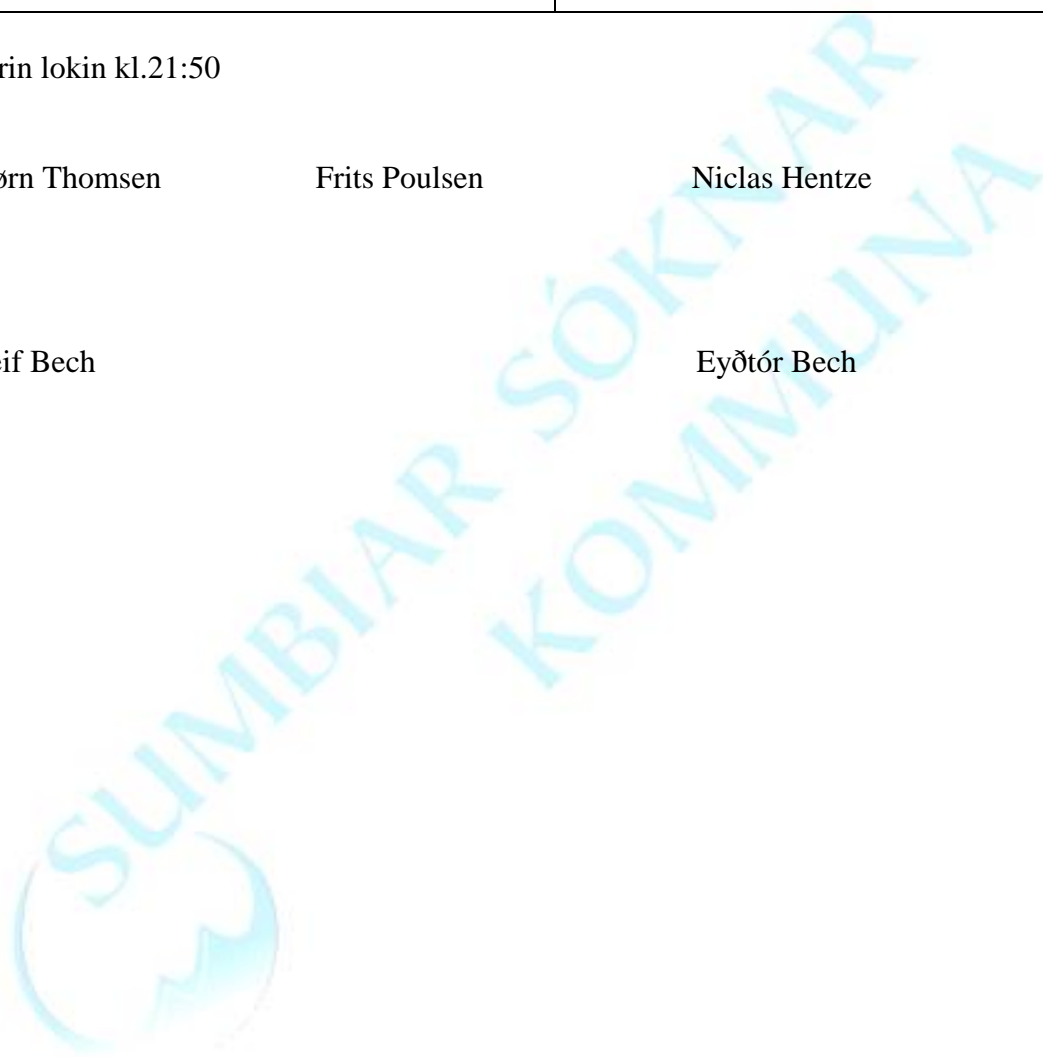 rin lokin kl.21:50
ørn Thomsen Frits Poulsen Niclas Hentze
eif Bech Eyðtór Bech
SUMBIAR SÓKNAR
KOMMUNA